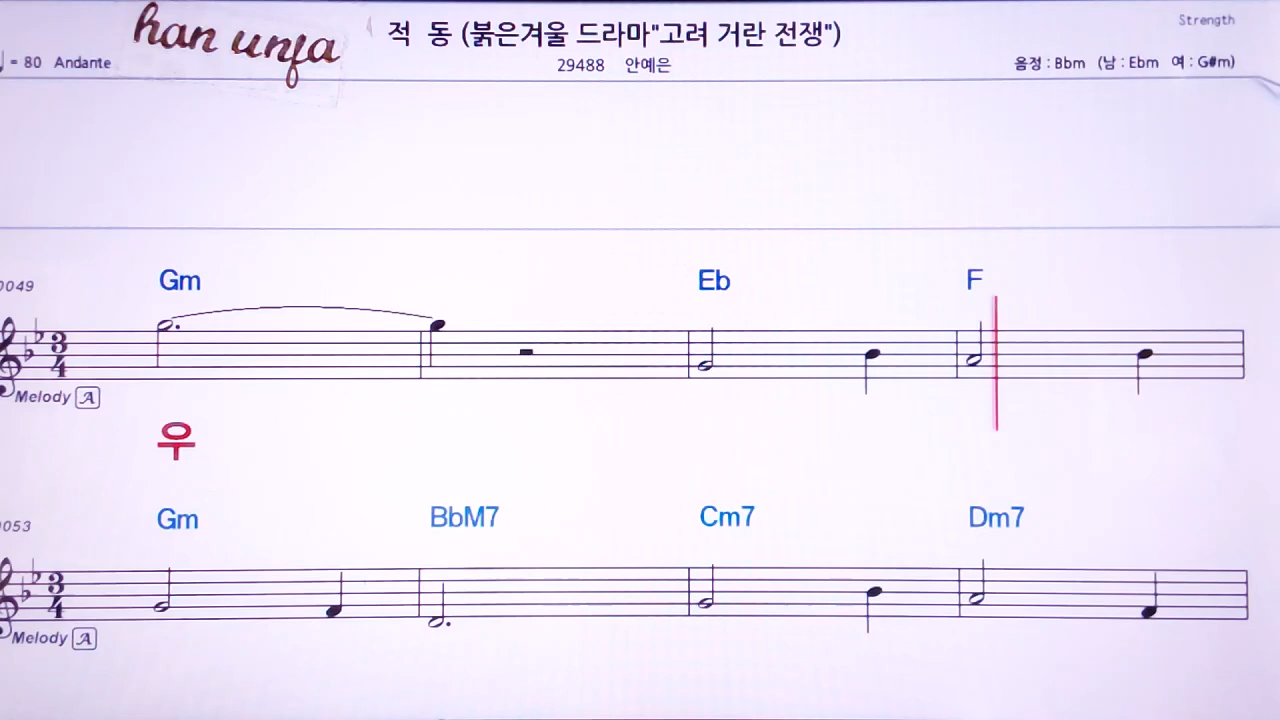 han unfa
적 동 (붉은겨울 드라마"고려 거란 전쟁")
Strength
= 80 Andante
29488 안예은
음정 : Bbm (남 : Ebm 여 : G#m)
0049
Gm Eb F
3
4
Melody A
우
0053
Gm BbM7 Cm7 Dm7
3
4
Melody A